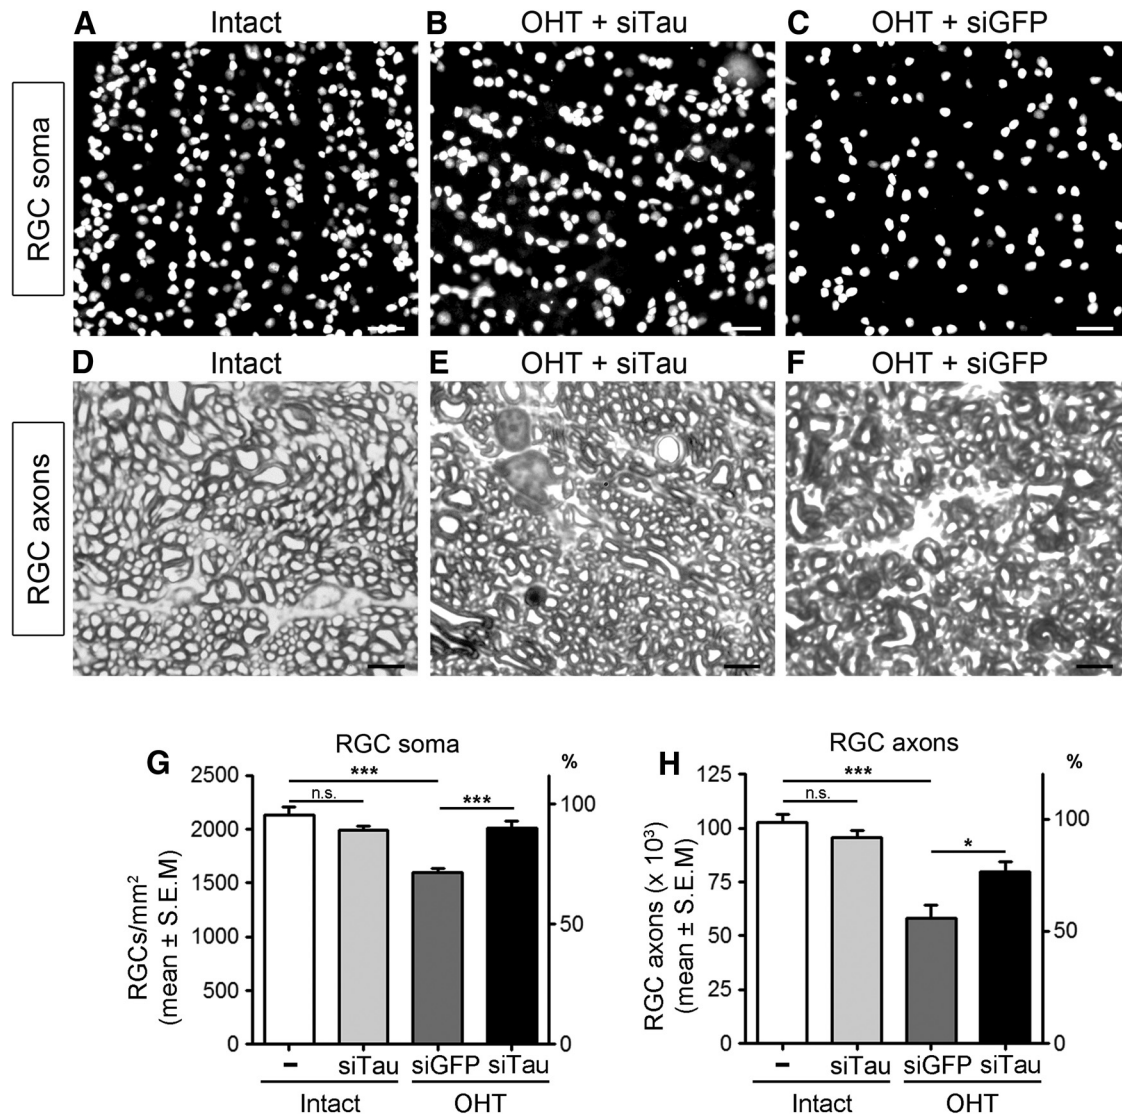 A Intact B OHT + siTau C OHT + siGFP
RGC soma
D Intact E OHT + siTau F OHT + siGFP
RGC axons
G RGC soma
%
2500
2000
1500
1000
500
0
RGCs/mm²
(mean ± S.E.M)
***
n.s.
***
100
50
0
– siTau siGFP siTau
Intact OHT
H RGC axons
%
125
100
75
50
25
0
RGC axons (x 10³)
(mean ± S.E.M)
***
n.s.
*
100
50
0
– siTau siGFP siTau
Intact OHT